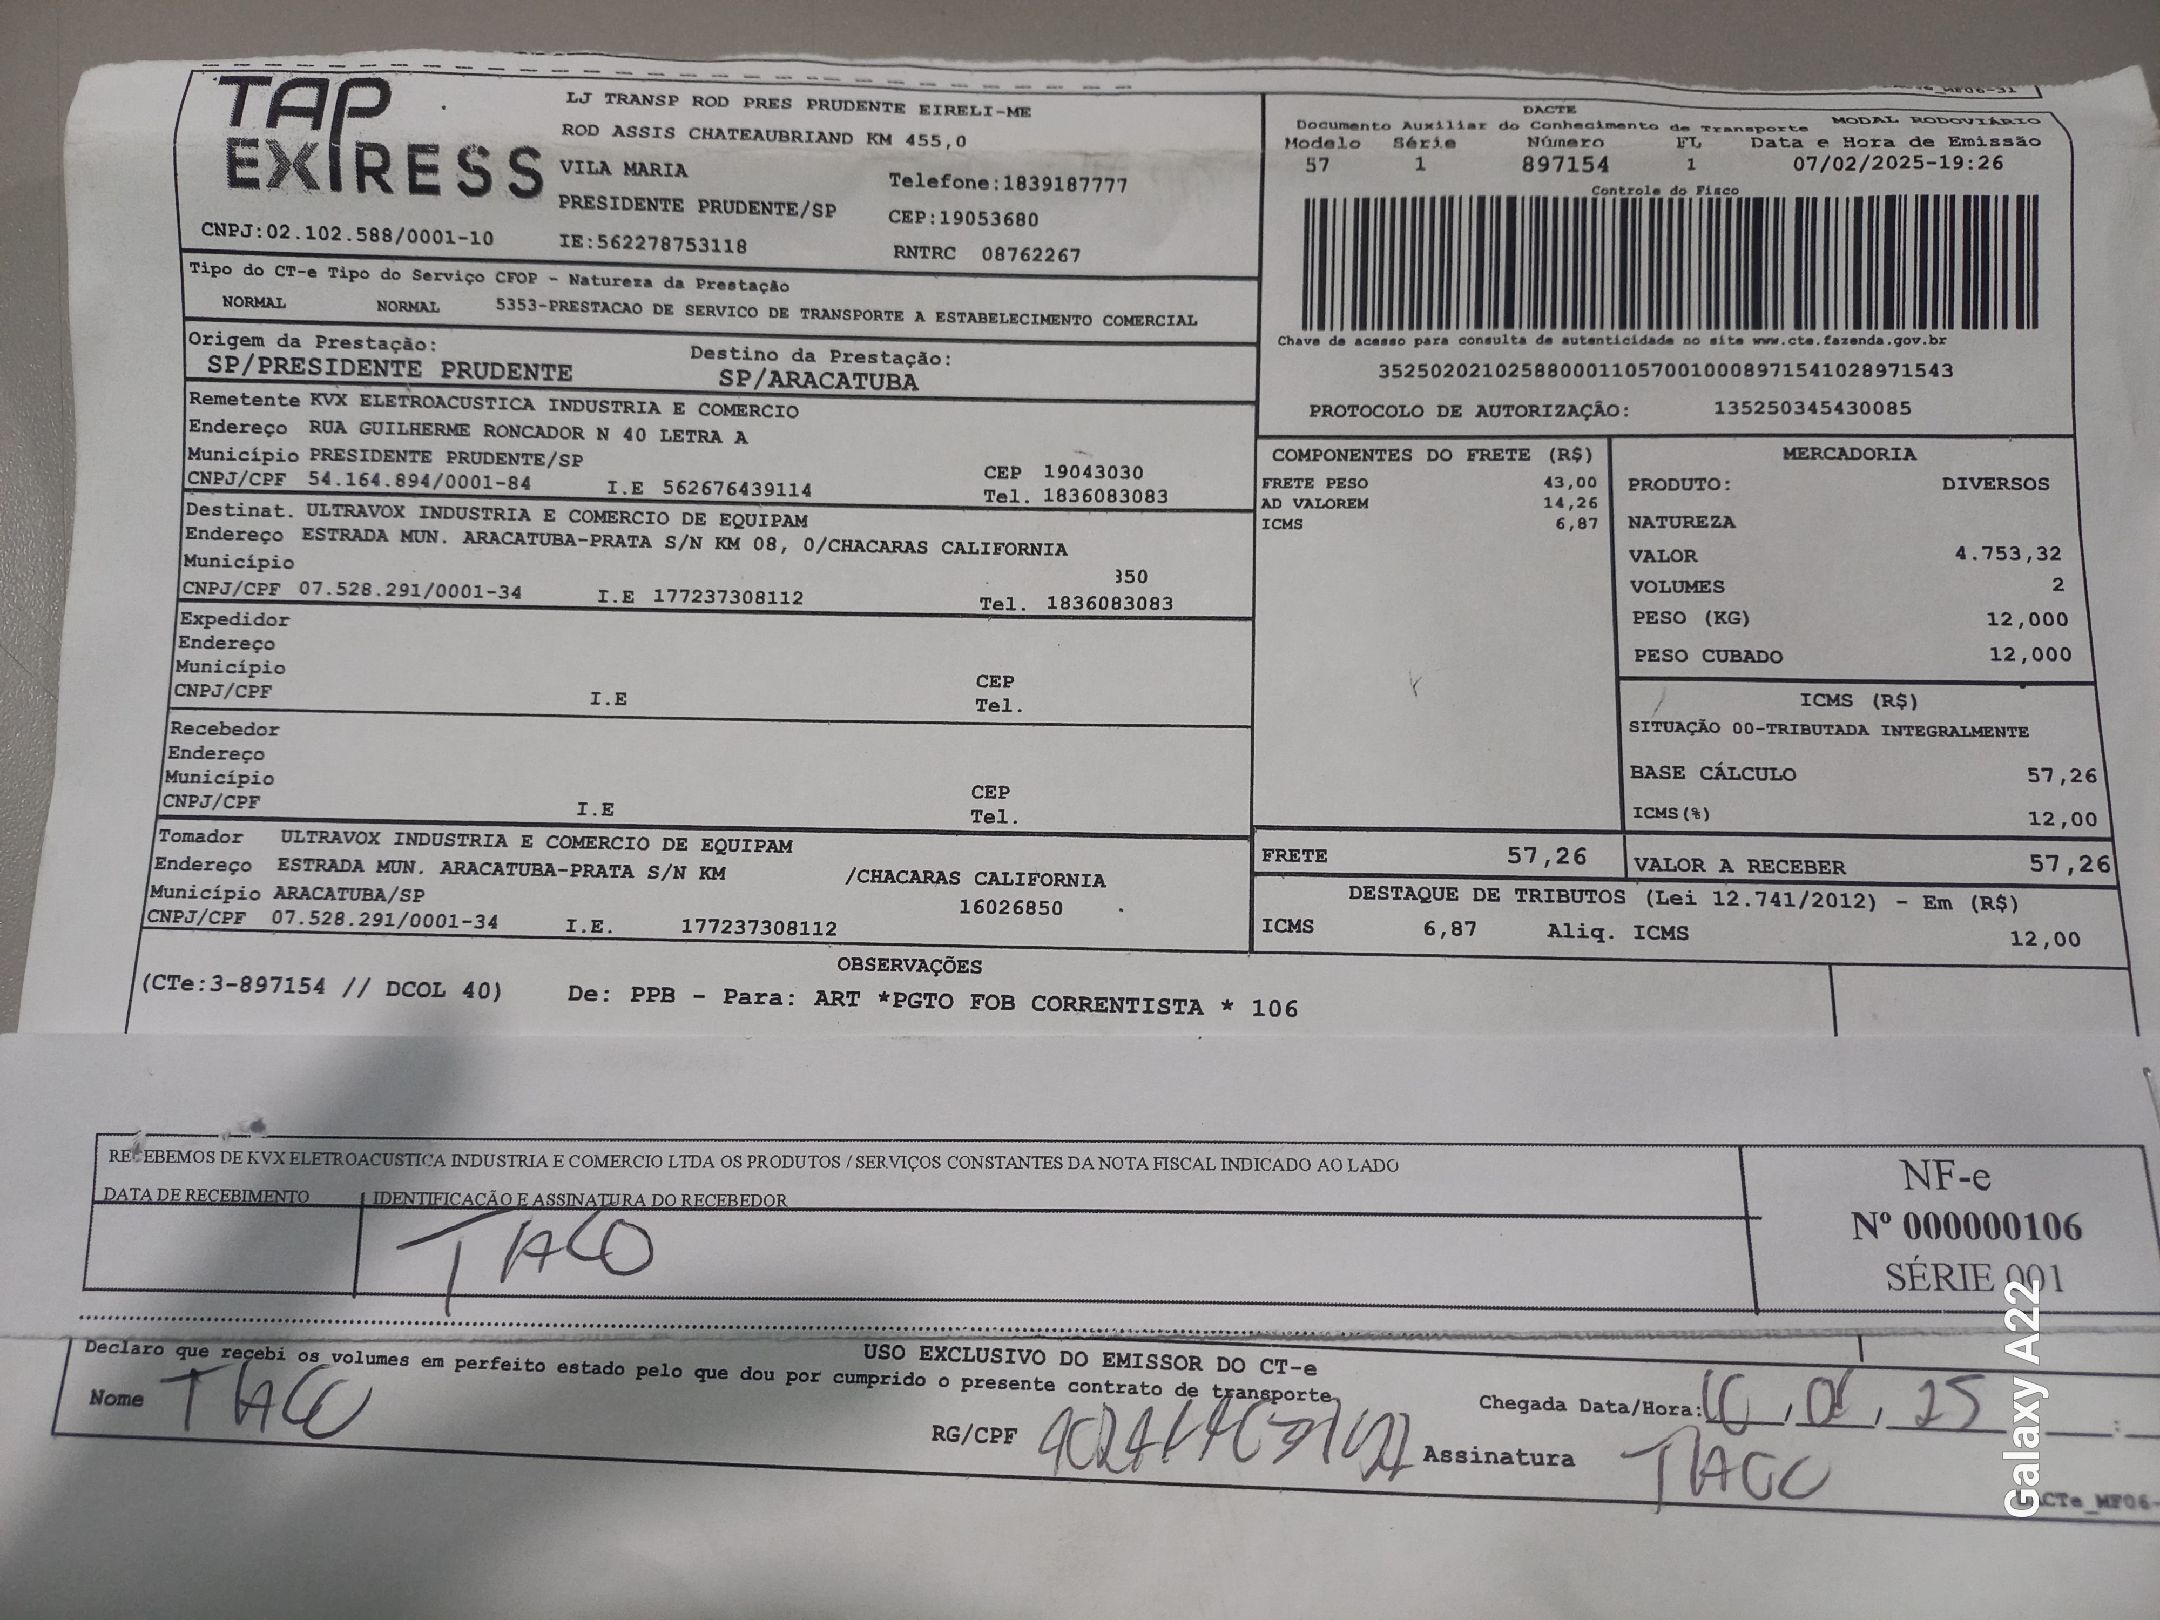 TAP EXPRESS
LJ TRANSP ROD PRES PRUDENTE EIRELI-ME
ROD ASSIS CHATEAUBRIAND KM 455,0
VILA MARIA Telefone:1839187777
PRESIDENTE PRUDENTE/SP CEP:19053680
CNPJ:02.102.588/0001-10 IE:562278753118 RNTRC 08762267
DACTE
Documento Auxiliar do Conhecimento de Transporte MODAL RODOVIÁRIO
Modelo Série Número FL Data e Hora de Emissão
57 1 897154 1 07/02/2025-19:26
Controle do Fisco
Chave de acesso para consulta de autenticidade no site www.cte.fazenda.gov.br
35250202102588000110570010008971541028971543
PROTOCOLO DE AUTORIZAÇÃO: 135250345430085
Tipo do CT-e Tipo do Serviço CFOP - Natureza da Prestação
NORMAL NORMAL 5353-PRESTACAO DE SERVICO DE TRANSPORTE A ESTABELECIMENTO COMERCIAL
Origem da Prestação: Destino da Prestação:
SP/PRESIDENTE PRUDENTE SP/ARACATUBA
Remetente KVX ELETROACUSTICA INDUSTRIA E COMERCIO
Endereço RUA GUILHERME RONCADOR N 40 LETRA A
Município PRESIDENTE PRUDENTE/SP CEP 19043030
CNPJ/CPF 54.164.894/0001-84 I.E 562676439114 Tel. 1836083083
Destinat. ULTRAVOX INDUSTRIA E COMERCIO DE EQUIPAM
Endereço ESTRADA MUN. ARACATUBA-PRATA S/N KM 08, 0/CHACARAS CALIFORNIA
Município 350
CNPJ/CPF 07.528.291/0001-34 I.E 177237308112 Tel. 1836083083
Expedidor
Endereço
Município CEP
CNPJ/CPF I.E Tel.
Recebedor
Endereço
Município CEP
CNPJ/CPF I.E Tel.
Tomador ULTRAVOX INDUSTRIA E COMERCIO DE EQUIPAM
Endereço ESTRADA MUN. ARACATUBA-PRATA S/N KM /CHACARAS CALIFORNIA
Município ARACATUBA/SP 16026850
CNPJ/CPF 07.528.291/0001-34 I.E. 177237308112
COMPONENTES DO FRETE (R$)
FRETE PESO 43,00
AD VALOREM 14,26
ICMS 6,87
MERCADORIA
PRODUTO: DIVERSOS
NATUREZA
VALOR 4.753,32
VOLUMES 2
PESO (KG) 12,000
PESO CUBADO 12,000
ICMS (R$)
SITUAÇÃO 00-TRIBUTADA INTEGRALMENTE
BASE CÁLCULO 57,26
ICMS(%) 12,00
FRETE 57,26 VALOR A RECEBER 57,26
DESTAQUE DE TRIBUTOS (Lei 12.741/2012) - Em (R$)
ICMS 6,87 Aliq. ICMS 12,00
OBSERVAÇÕES
(CTe:3-897154 // DCOL 40) De: PPB - Para: ART *PGTO FOB CORRENTISTA * 106
RECEBEMOS DE KVX ELETROACUSTICA INDUSTRIA E COMERCIO LTDA OS PRODUTOS / SERVIÇOS CONSTANTES DA NOTA FISCAL INDICADO AO LADO
DATA DE RECEBIMENTO IDENTIFICAÇÃO E ASSINATURA DO RECEBEDOR
NF-e
Nº 000000106
SÉRIE 001
USO EXCLUSIVO DO EMISSOR DO CT-e
Declaro que recebi os volumes em perfeito estado pelo que dou por cumprido o presente contrato de transporte
Nome Chegada Data/Hora: 25
RG/CPF Assinatura TIAGO
Galaxy A22